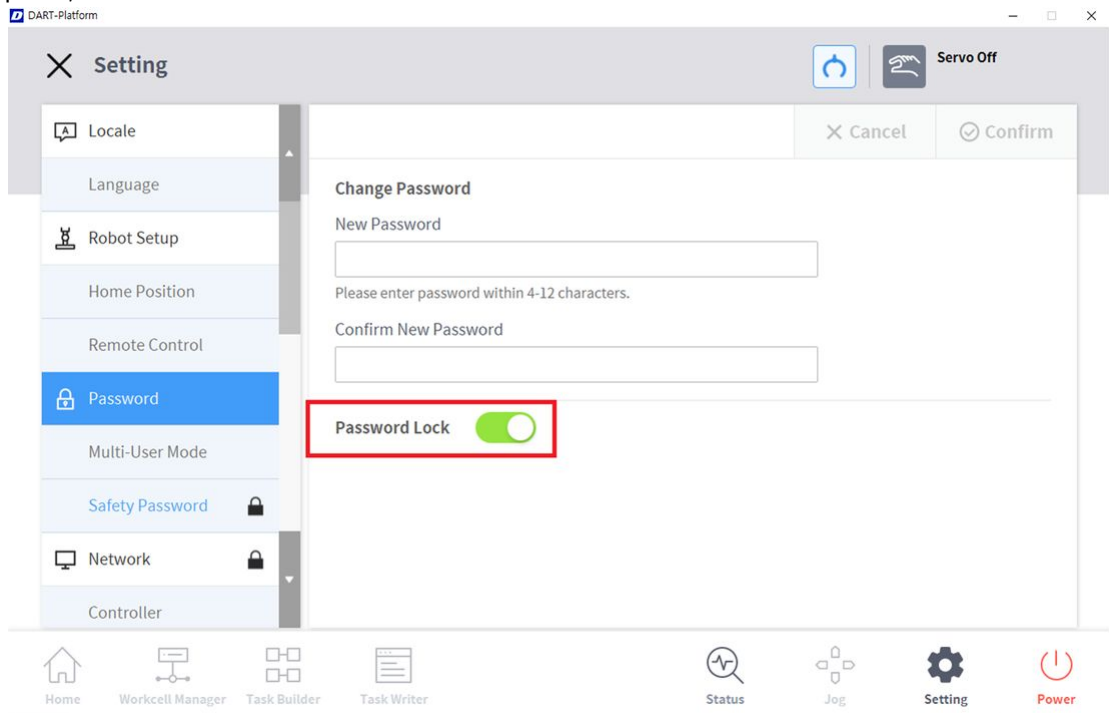 DART-Platform
Setting
Servo Off
Locale
Language
Robot Setup
Home Position
Remote Control
Password
Multi-User Mode
Safety Password
Network
Controller
Cancel
Confirm
Change Password
New Password
Please enter password within 4-12 characters.
Confirm New Password
Password Lock
Home
Workcell Manager
Task Builder
Task Writer
Status
Jog
Setting
Power